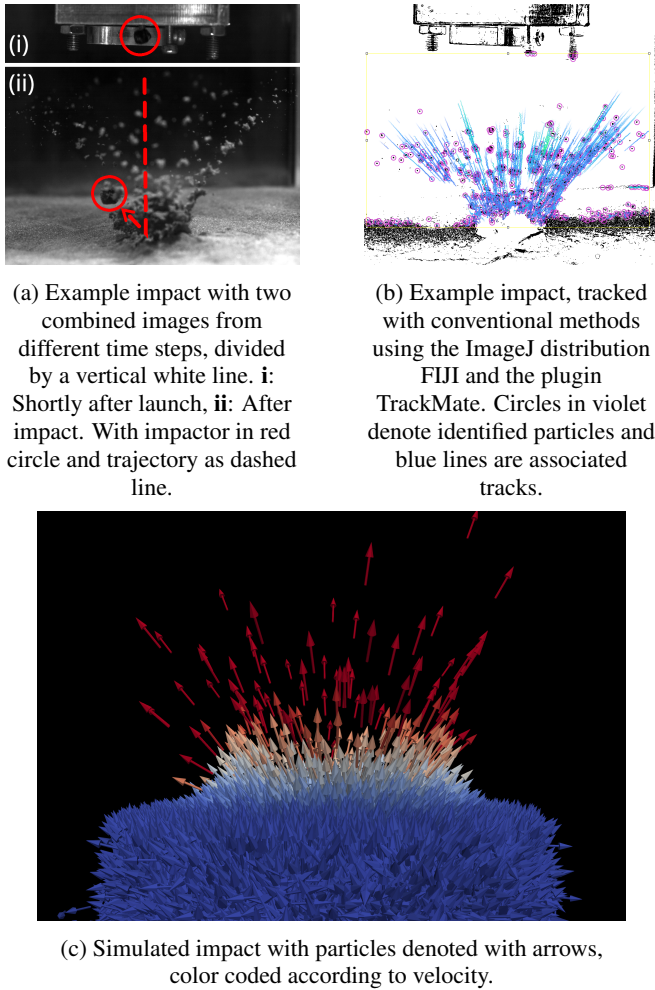 (i)
(ii)
(a) Example impact with two
combined images from
different time steps, divided
by a vertical white line. i:
Shortly after launch, ii: After
impact. With impactor in red
circle and trajectory as dashed
line.
(b) Example impact, tracked
with conventional methods
using the ImageJ distribution
FIJI and the plugin
TrackMate. Circles in violet
denote identified particles and
blue lines are associated
tracks.
(c) Simulated impact with particles denoted with arrows,
color coded according to velocity.